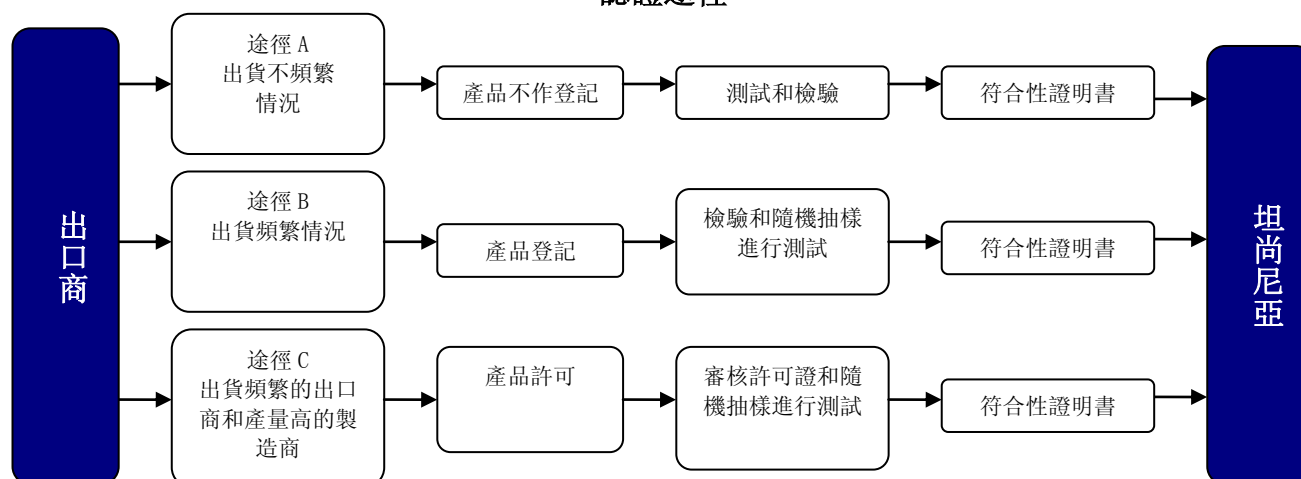 認證途徑
出口商
途徑 A
出貨不頻繁
情況
產品不作登記
測試和檢驗
符合性證明書
途徑 B
出貨頻繁情況
產品登記
檢驗和隨機抽樣
進行測試
符合性證明書
途徑 C
出貨頻繁的出口
商和產量高的製
造商
產品許可
審核許可證和隨
機抽樣進行測試
符合性證明書
坦尚尼亞